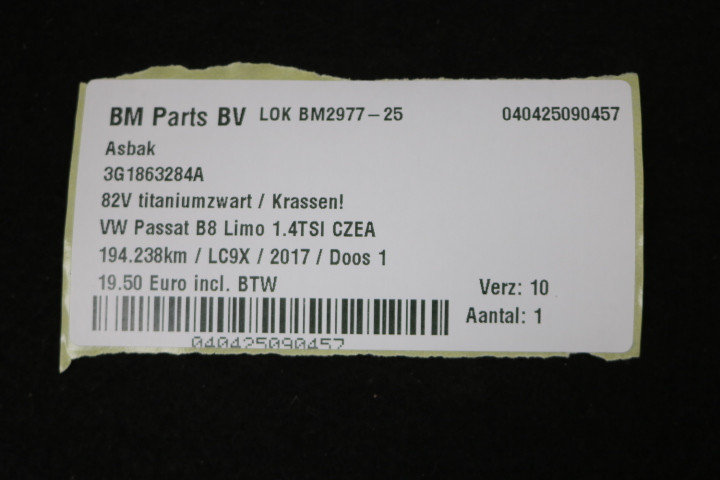 BM Parts BV LOK BM2977-25 040425090457
Asbak
3G1863284A
82V titaniumzwart / Krassen!
VW Passat B8 Limo 1.4TSI CZEA
194.238km / LC9X / 2017 / Doos 1
19.50 Euro incl. BTW Verz: 10
Aantal: 1
040425090457